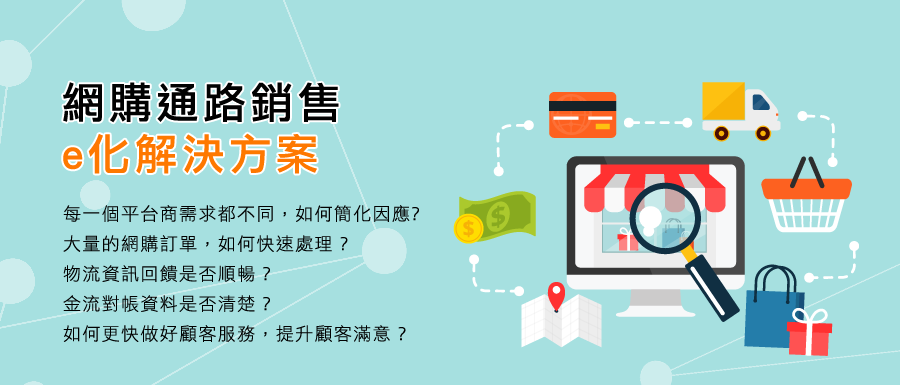 網購通路銷售
e化解決方案
每一個平台商需求都不同，如何簡化因應?
大量的網購訂單，如何快速處理？
物流資訊回饋是否順暢？
金流對帳資料是否清楚？
如何更快做好顧客服務，提升顧客滿意？